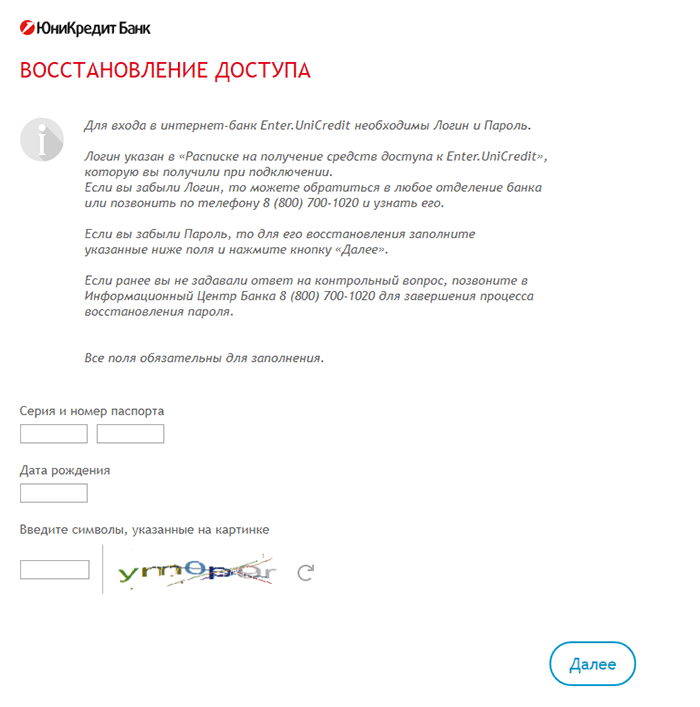 ЮниКредит Банк
ВОССТАНОВЛЕНИЕ ДОСТУПА
Для входа в интернет-банк Enter.UniCredit необходимы Логин и Пароль.
Логин указан в «Расписке на получение средств доступа к Enter.UniCredit»,
которую вы получили при подключении.
Если вы забыли Логин, то можете обратиться в любое отделение банка
или позвонить по телефону 8 (800) 700-1020 и узнать его.
Если вы забыли Пароль, то для его восстановления заполните
указанные ниже поля и нажмите кнопку «Далее».
Если ранее вы не задавали ответ на контрольный вопрос, позвоните в
Информационный Центр Банка 8 (800) 700-1020 для завершения процесса
восстановления пароля.
Все поля обязательны для заполнения.
Серия и номер паспорта
Дата рождения
Введите символы, указанные на картинке
Далее